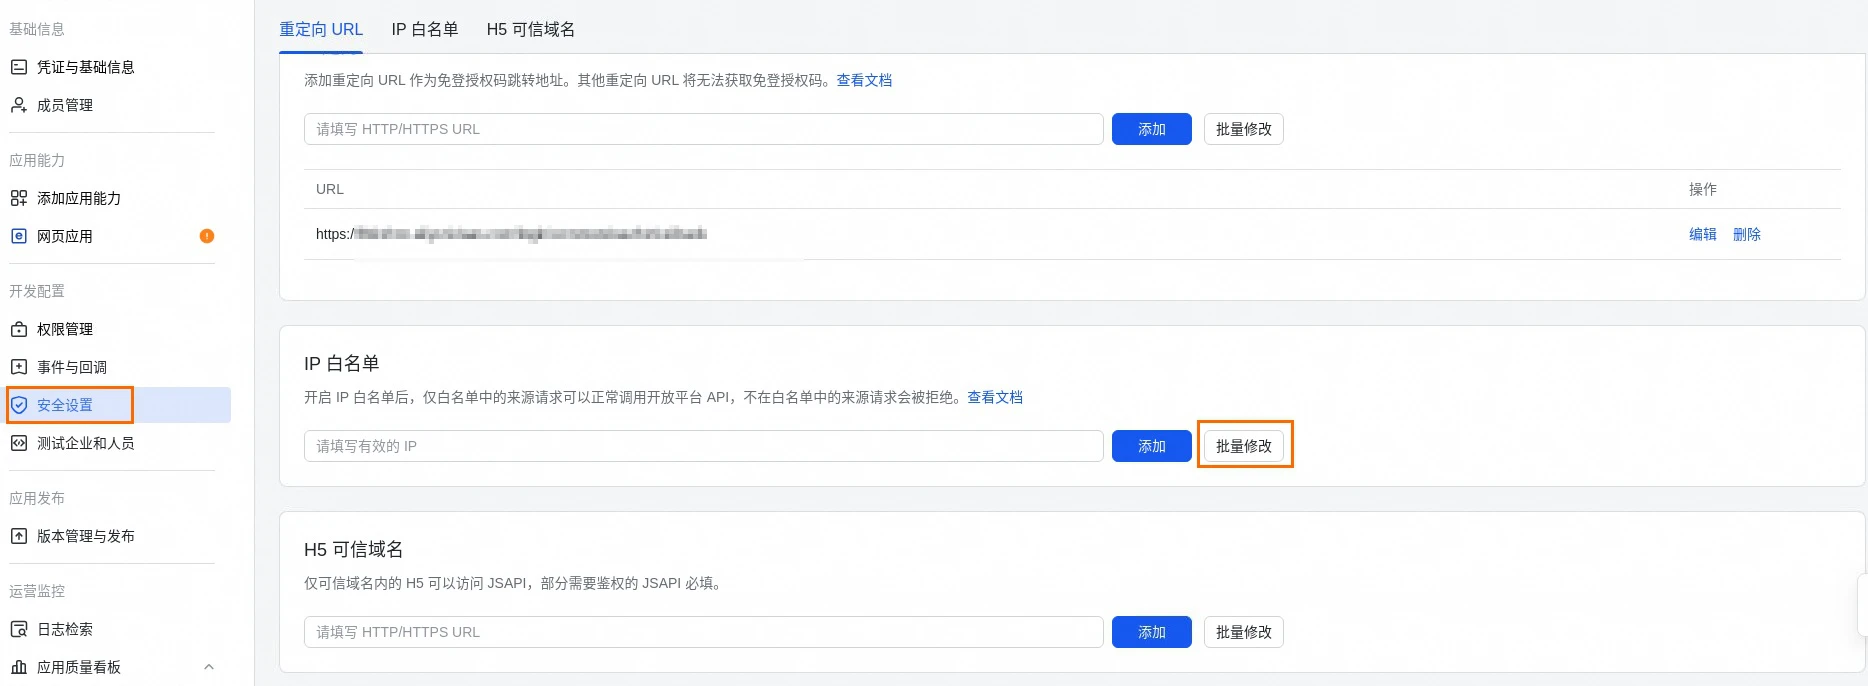 基础信息
凭证与基础信息
成员管理
应用能力
添加应用能力
网页应用
开发配置
权限管理
事件与回调
安全设置
测试企业和人员
应用发布
版本管理与发布
运营监控
日志检索
应用质量看板
重定向 URL IP 白名单 H5 可信域名
添加重定向 URL 作为免登授权码跳转地址。其他重定向 URL 将无法获取免登授权码。查看文档
请填写 HTTP/HTTPS URL 添加 批量修改
URL 操作
https:/ 编辑 删除
IP 白名单
开启 IP 白名单后，仅白名单中的来源请求可以正常调用开放平台 API，不在白名单中的来源请求会被拒绝。查看文档
请填写有效的 IP 添加 批量修改
H5 可信域名
仅可信域名内的 H5 可以访问 JSAPI，部分需要鉴权的 JSAPI 必填。
请填写 HTTP/HTTPS URL 添加 批量修改